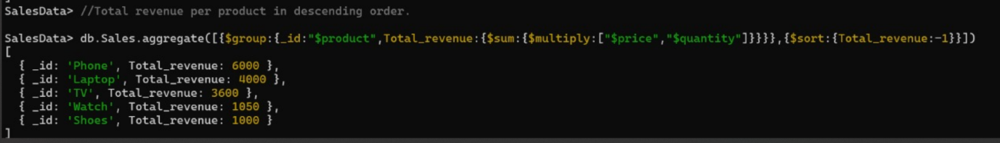 SalesData> //Total revenue per product in descending order.
SalesData> db.Sales.aggregate([{$group:{_id:"$product",Total_revenue:{$sum:{$multiply:["$price","$quantity"]}}}},{$sort:{Total_revenue:-1}}])
[
  { _id: 'Phone', Total_revenue: 6000 },
  { _id: 'Laptop', Total_revenue: 4000 },
  { _id: 'TV', Total_revenue: 3600 },
  { _id: 'Watch', Total_revenue: 1050 },
  { _id: 'Shoes', Total_revenue: 1000 }
]